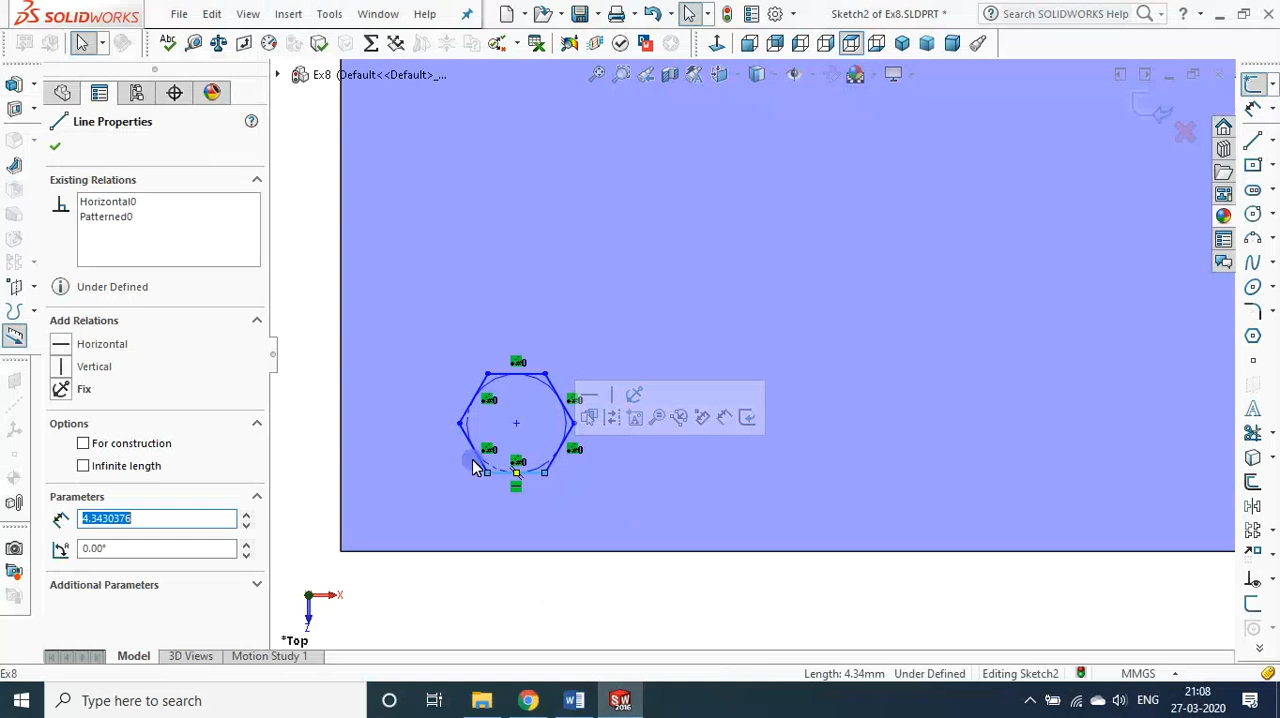 SOLIDWORKS File Edit View Insert Tools Window Help Sketch2 of Ex8.SLDPRT * Search SOLIDWORKS Help ?
Ex8 (Default<<Default>_...
Line Properties
Existing Relations
Horizontal0
Patterned0
Under Defined
Add Relations
Horizontal
Vertical
Fix
Options
For construction
Infinite length
Parameters
4.3430376
0.00°
Additional Parameters
X
Z
*Top
Model 3D Views Motion Study 1
Ex8 Length: 4.34mm Under Defined Editing Sketch2 MMGS
Type here to search
ENG
21:08
27-03-2020